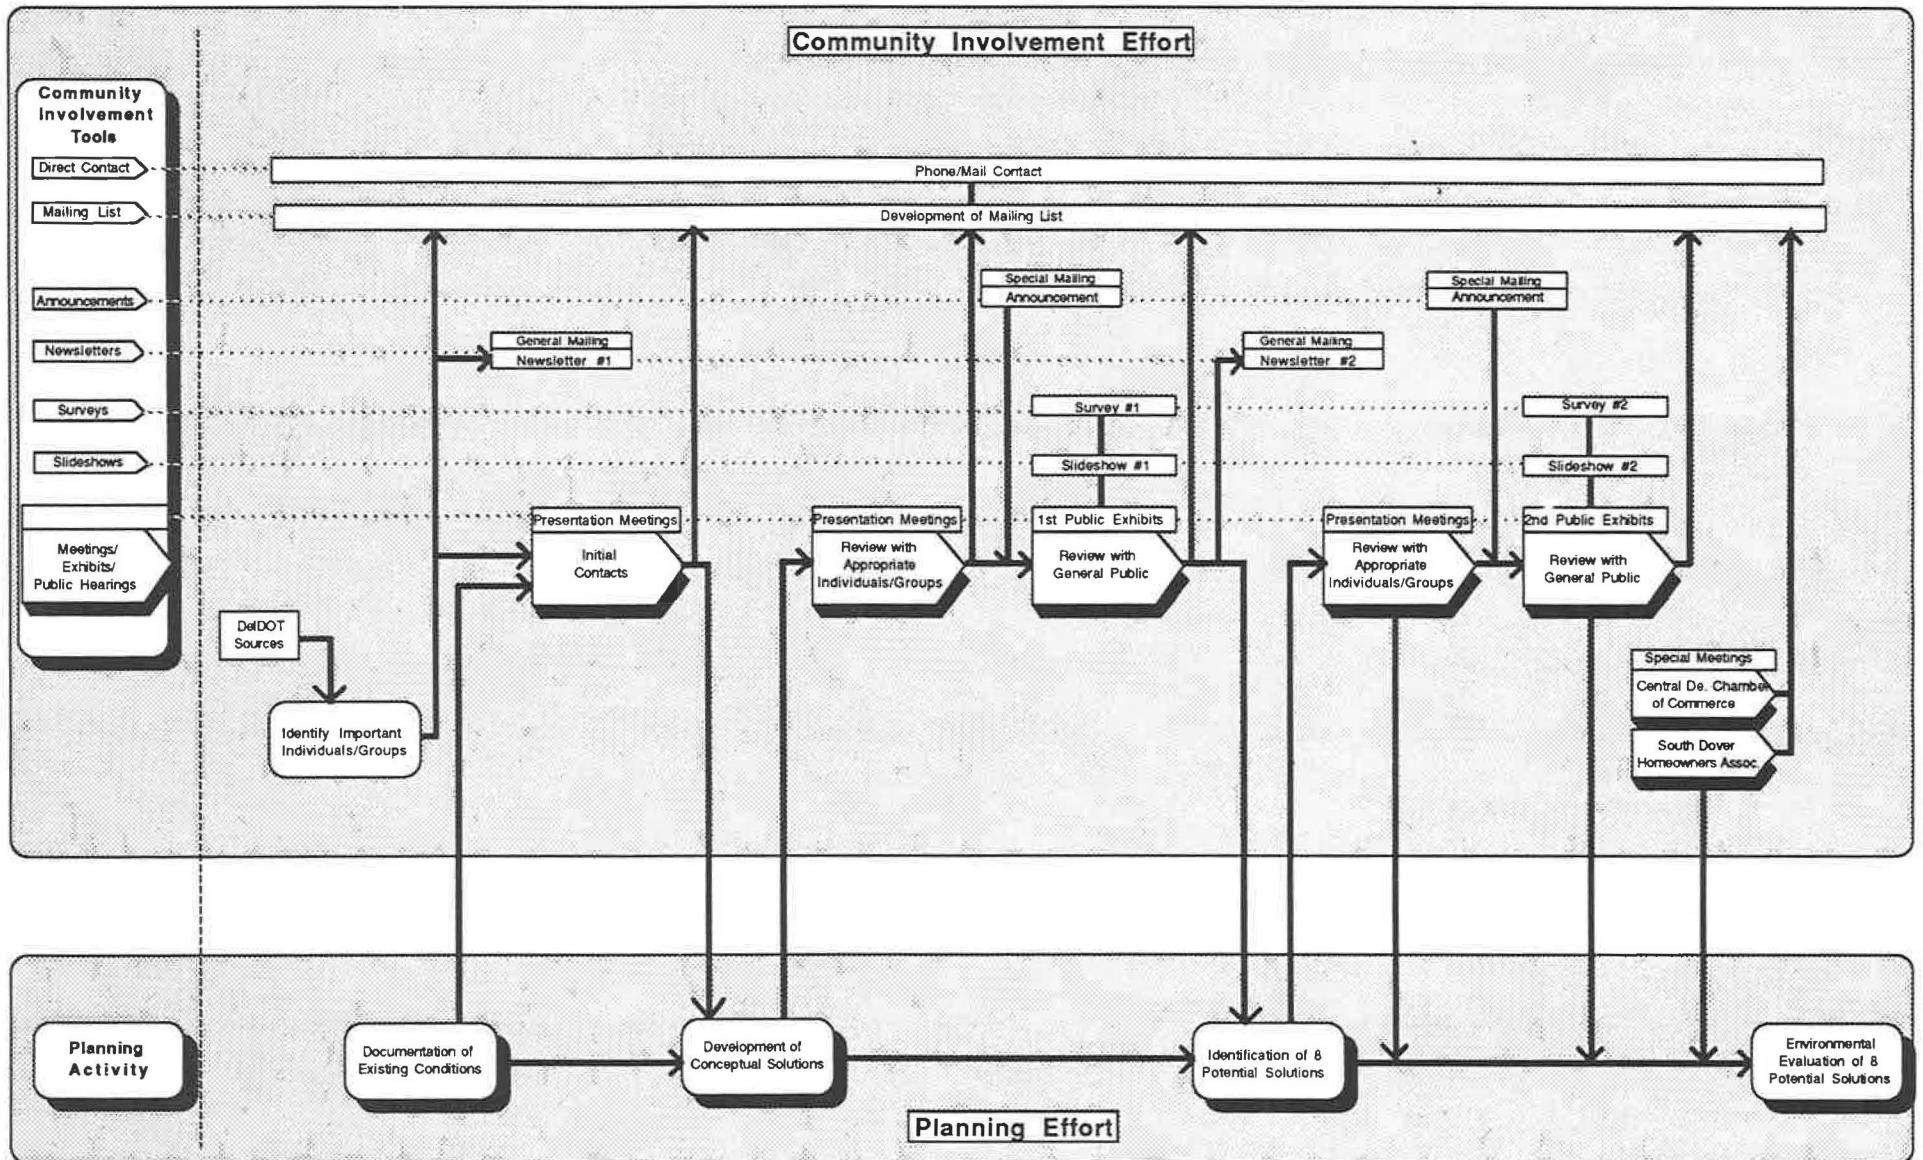 Community Involvement Effort
Community
Involvement
Tools
Direct Contact
Phone/Mail Contact
Mailing List
Development of Mailing List
Announcements
Special Mailing
Announcement
Special Mailing
Announcement
Newsletters
General Mailing
Newsletter #1
General Mailing
Newsletter #2
Surveys
Survey #1
Survey #2
Slideshows
Slideshow #1
Slideshow #2
Meetings/
Exhibits/
Public Hearings
Presentation Meetings
Initial
Contacts
Presentation Meetings
Review with
Appropriate
Individuals/Groups
1st Public Exhibits
Review with
General Public
Presentation Meetings
Review with
Appropriate
Individuals/Groups
2nd Public Exhibits
Review with
General Public
DelDOT
Sources
Identify Important
Individuals/Groups
Special Meetings
Central De. Chamber
of Commerce
South Dover
Homeowners Assoc.
Planning
Activity
Documentation of
Existing Conditions
Development of
Conceptual Solutions
Identification of 8
Potential Solutions
Environmental
Evaluation of 8
Potential Solutions
Planning Effort